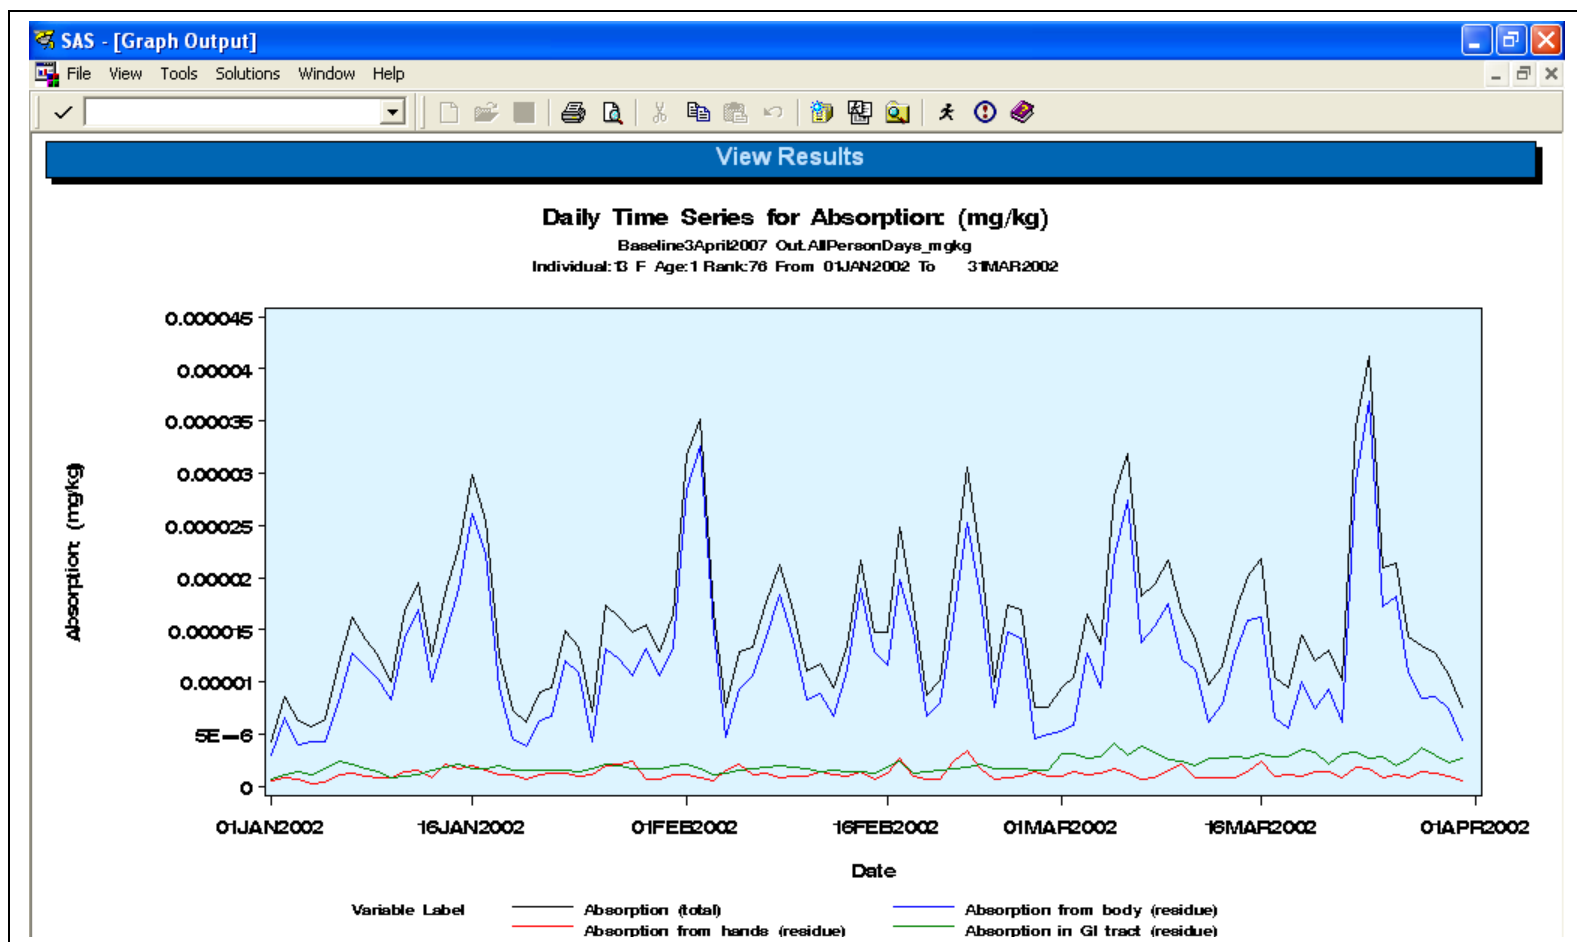 SAS - [Graph Output]
File View Tools Solutions Window Help
View Results
Daily Time Series for Absorption: (mg/kg)
Baseline3April2007 Out.AllPersonDays_mgkg
Individual:13 F Age:1 Rank:76 From 01JAN2002 To 31MAR2002
0.000045
0.00004
0.000035
0.00003
0.000025
0.00002
0.000015
0.00001
5E-6
0
Absorption: (mg/kg)
01JAN2002 16JAN2002 01FEB2002 16FEB2002 01MAR2002 16MAR2002 01APR2002
Date
Variable Label Absorption (total) Absorption from body (residue)
Absorption from hands (residue) Absorption in GI tract (residue)